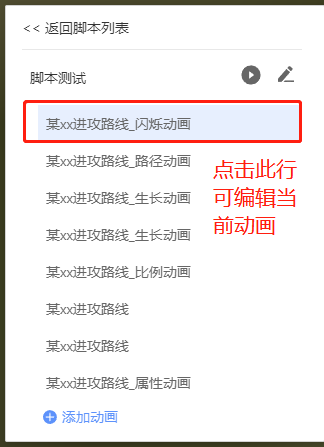 << 返回脚本列表
脚本测试
某xx进攻路线_闪烁动画
某xx进攻路线_路径动画
某xx进攻路线_生长动画
某xx进攻路线_生长动画
某xx进攻路线_比例动画
某xx进攻路线
某xx进攻路线
某xx进攻路线_属性动画
添加动画
点击此行
可编辑当
前动画